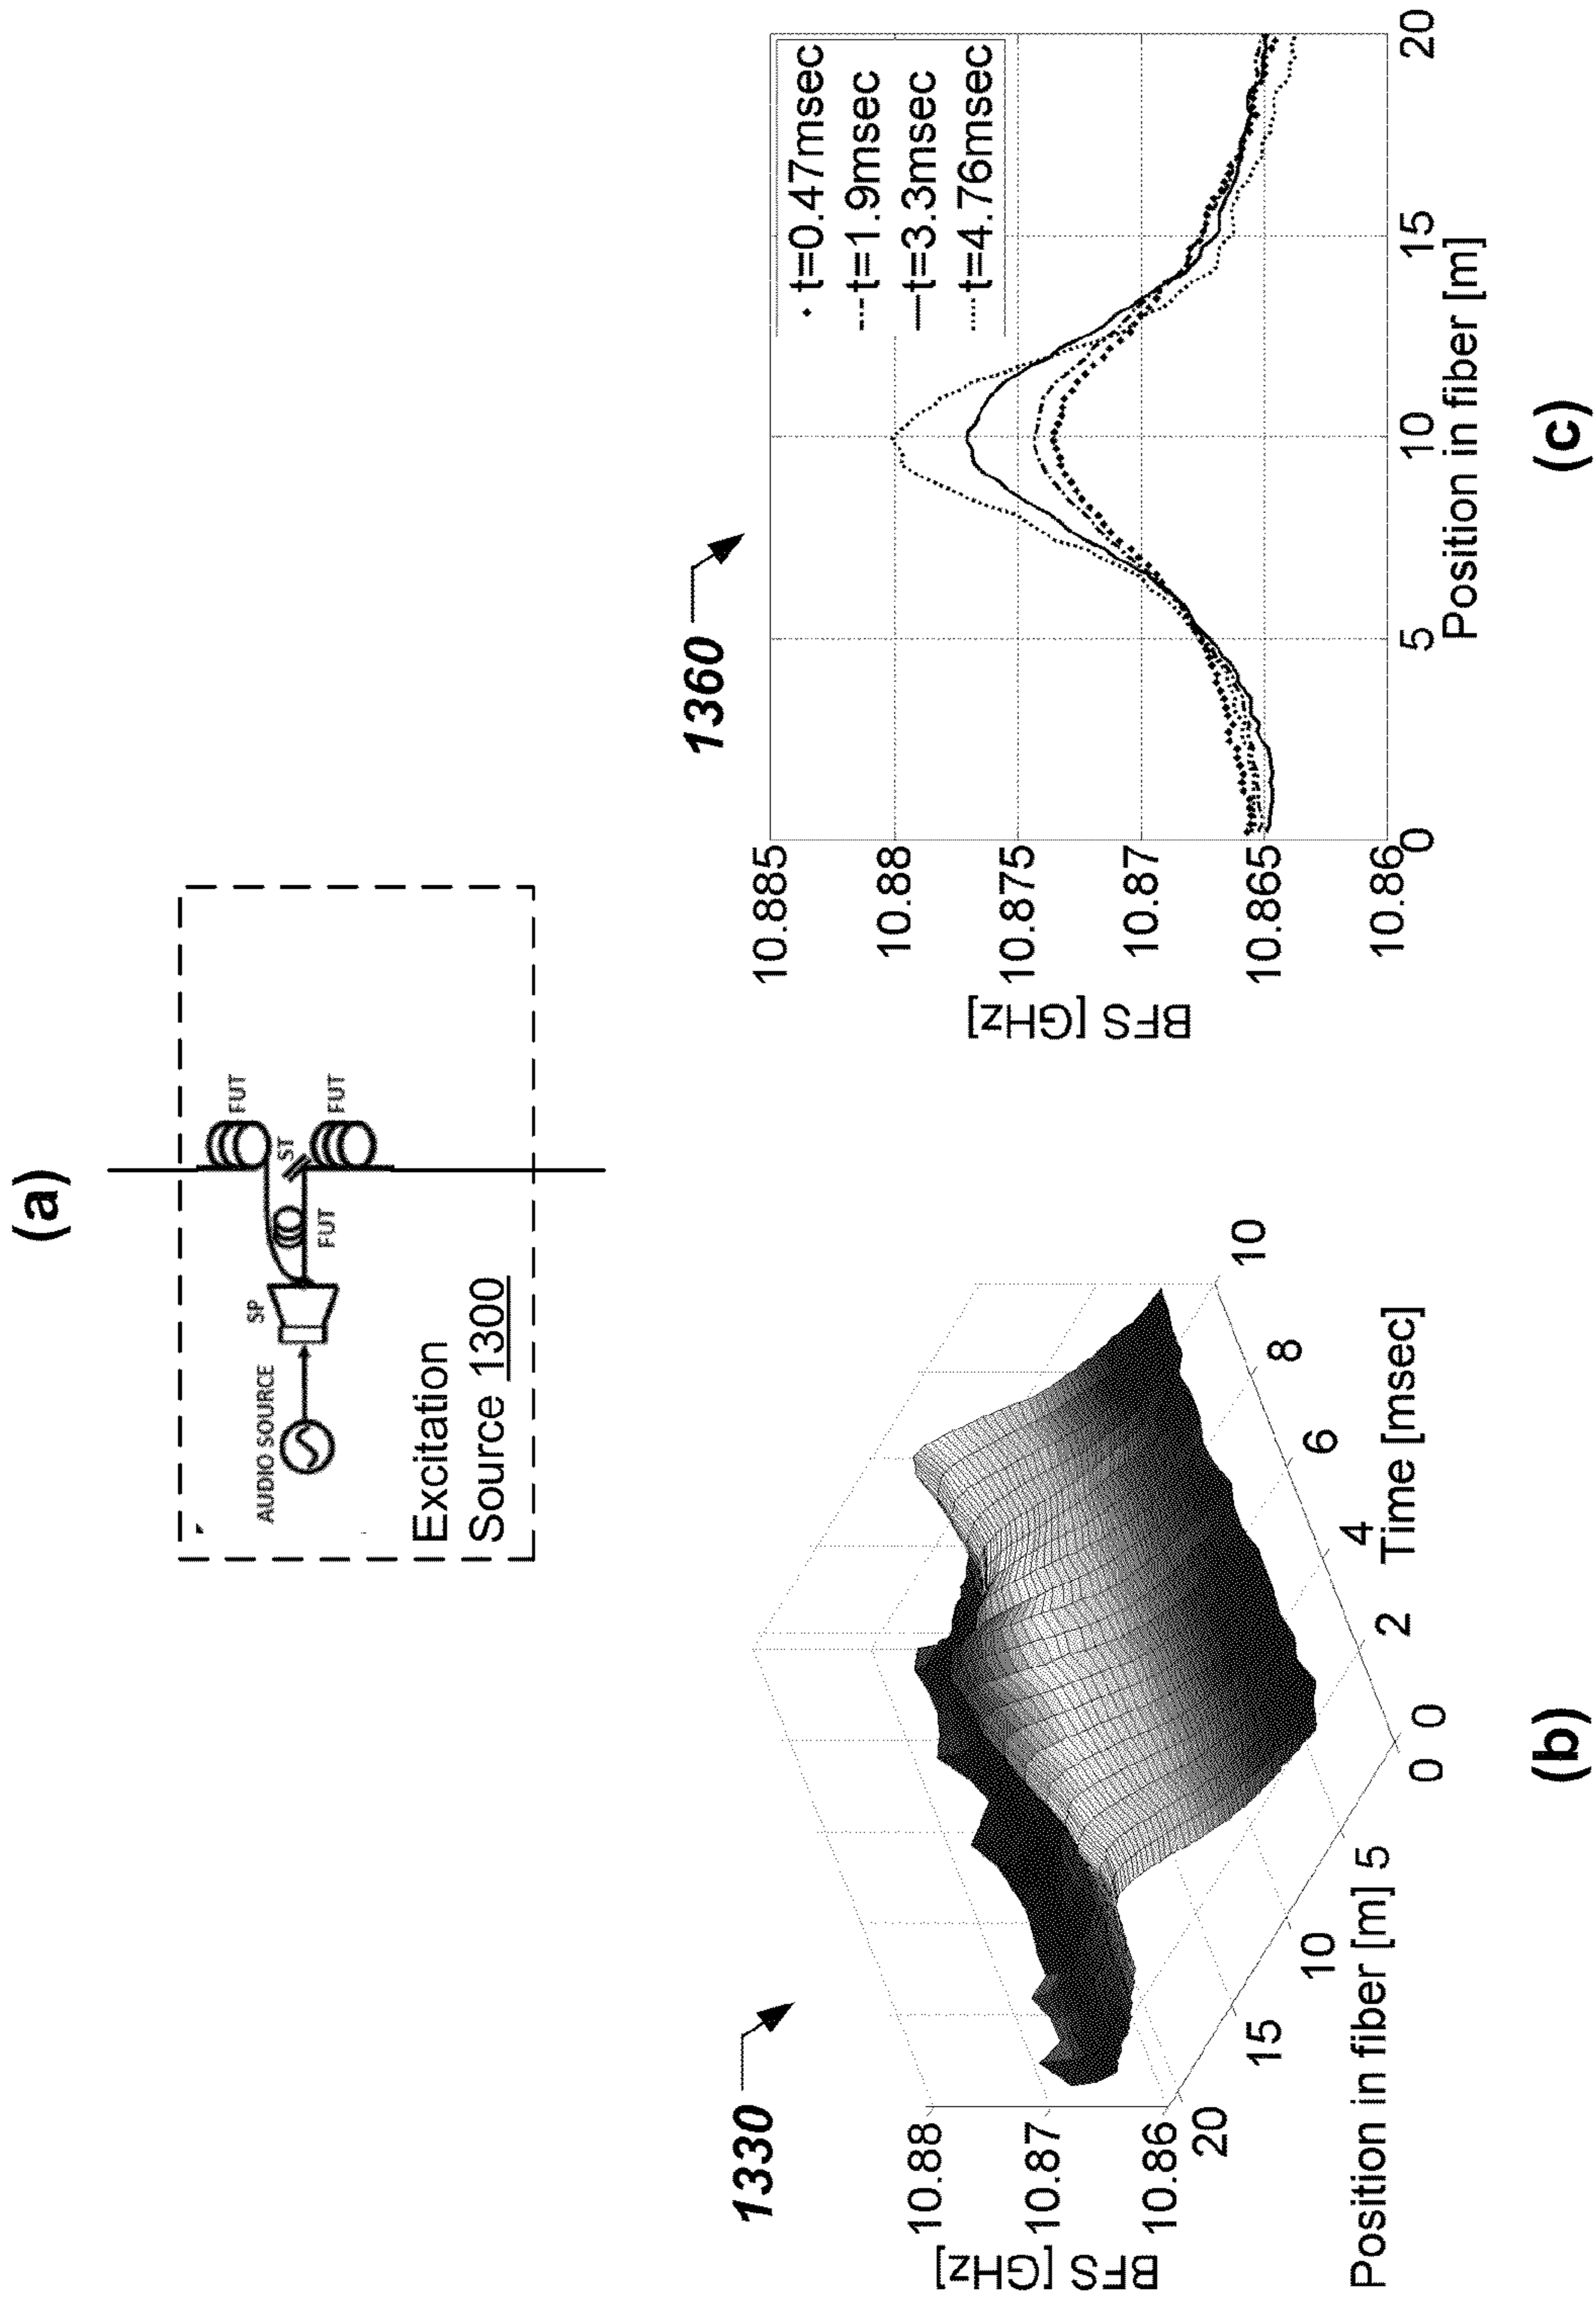 (a)
AUDIO SOURCE
SP
FUT
ST
FUT
FUT
Excitation
Source 1300
1330
BFS [GHz]
10.88
10.87
10.86
20
15
10
5
0
Position in fiber [m]
0
2
4
6
8
10
Time [msec]
(b)
1360
BFS [GHz]
10.885
10.88
10.875
10.87
10.865
10.86
t=0.47msec
t=1.9msec
t=3.3msec
t=4.76msec
0
5
10
15
20
Position in fiber [m]
(c)